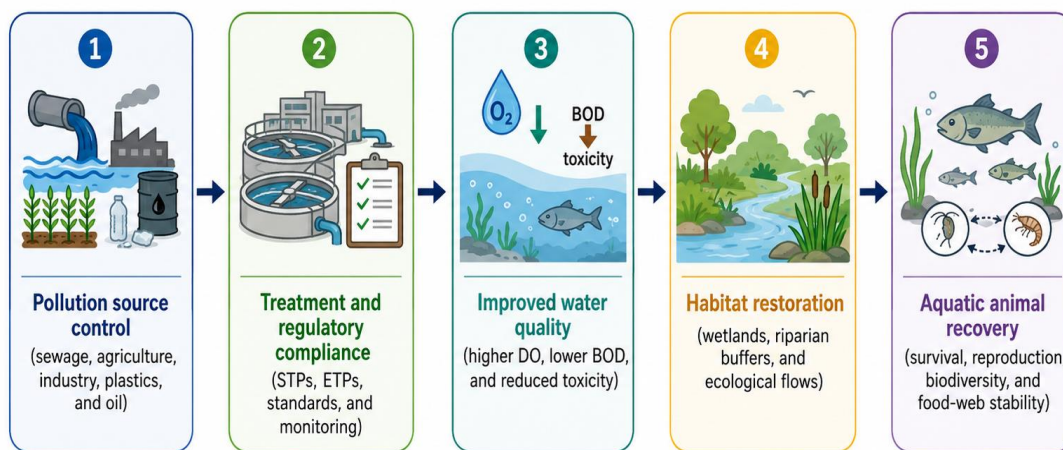 1
Pollution source
control
(sewage, agriculture,
industry, plastics,
and oil)
2
Treatment and
regulatory
compliance
(STPs, ETPs,
standards, and
monitoring)
3
O₂
BOD
toxicity
Improved water
quality
(higher DO, lower BOD,
and reduced toxicity)
4
Habitat restoration
(wetlands, riparian
buffers, and
ecological flows)
5
Aquatic animal
recovery
(survival, reproduction
biodiversity, and
food-web stability)